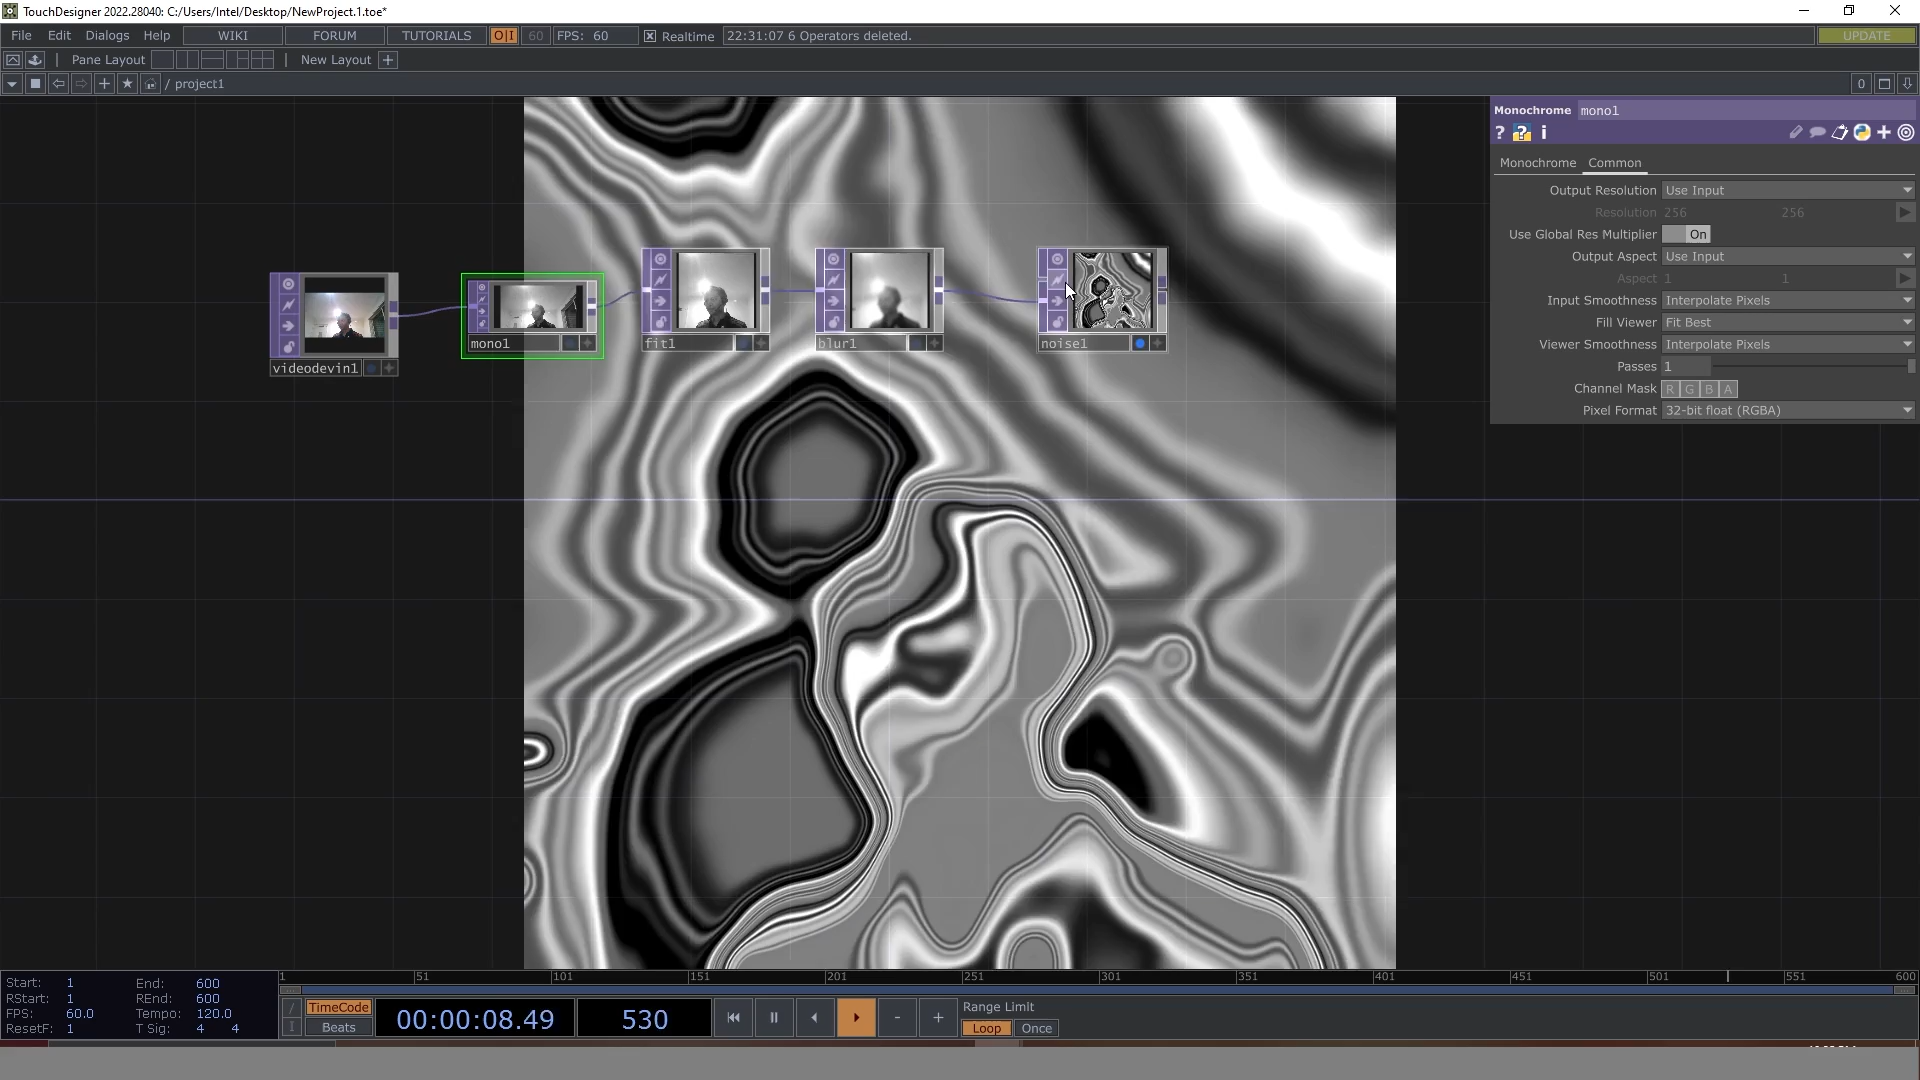 TouchDesigner 2022.28040: C:/Users/Intel/Desktop/NewProject.1.toe*
File Edit Dialogs Help WIKI FORUM TUTORIALS O|I 60 FPS: 60 Realtime 22:31:07 6 Operators deleted. UPDATE
Pane Layout | New Layout +
/ project1 0
Monochrome mono1
? ? i
Monochrome Common
Output Resolution Use Input
Resolution 256 256
Use Global Res Multiplier On
Output Aspect Use Input
Aspect 1 1
Input Smoothness Interpolate Pixels
Fill Viewer Fit Best
Viewer Smoothness Interpolate Pixels
Passes 1
Channel Mask R G B A
Pixel Format 32-bit float (RGBA)
videodevin1
mono1
fit1
blur1
noise1
1 51 101 151 201 251 301 351 401 451 501 551 600
Start: 1 End: 600
RStart: 1 REnd: 600
FPS: 60.0 Tempo: 120.0
ResetF: 1 T Sig: 4 4
TimeCode
Beats
00:00:08.49
530
Range Limit
Loop Once